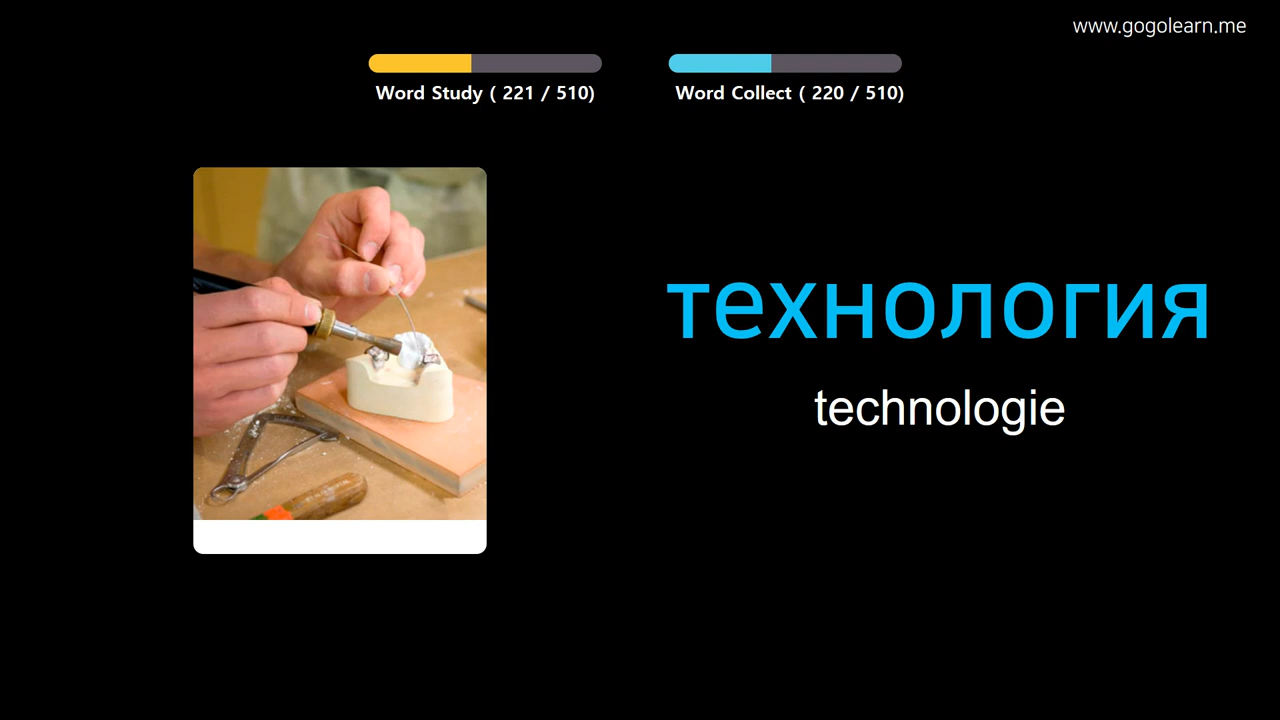 www.gogolearn.me
Word Study ( 221 / 510)
Word Collect ( 220 / 510)
технология
technologie